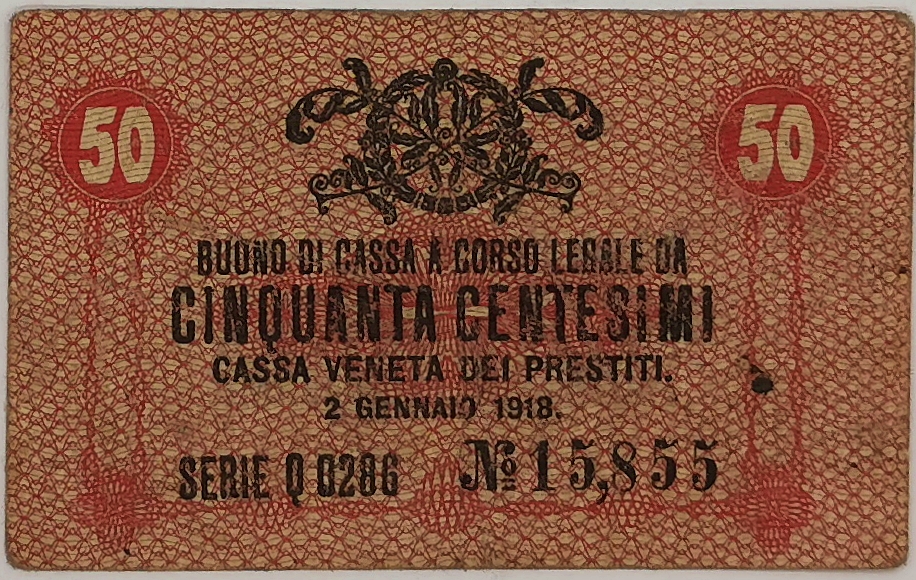 50 50
BUONO DI CASSA A CORSO LEGALE DA
CINQUANTA CENTESIMI
CASSA VENETA DEI PRESTITI.
2 GENNAIO 1918.
SERIE Q 0286 № 15,855